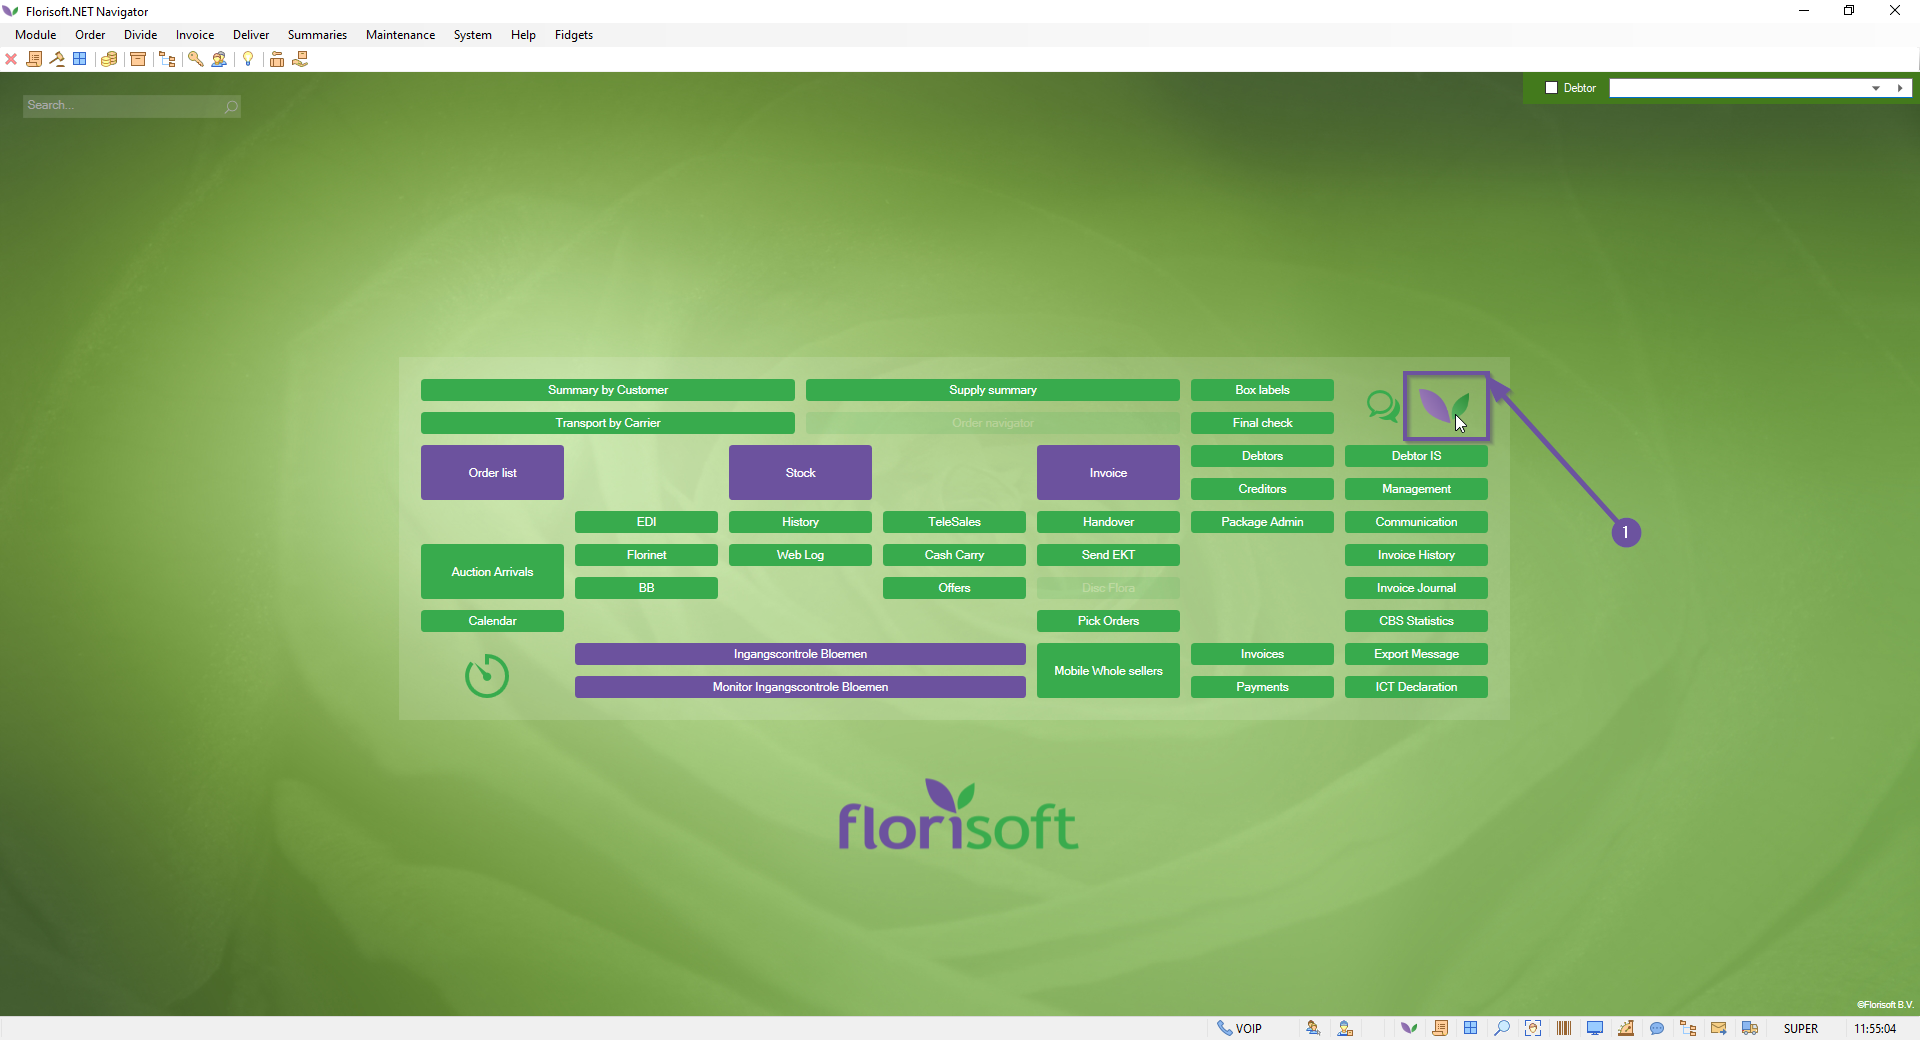 Florisoft.NET Navigator
Module Order Divide Invoice Deliver Summaries Maintenance System Help Fidgets
Search...
Debtor
Summary by Customer Supply summary Box labels
Transport by Carrier Order navigator Final check
Order list Stock Invoice Debtors Debtor IS
Creditors Management
EDI History TeleSales Handover Package Admin Communication
Auction Arrivals Florinet Web Log Cash Carry Send EKT Invoice History
BB Offers Disc Flora Invoice Journal
Calendar Pick Orders CBS Statistics
Ingangscontrole Bloemen Mobile Whole sellers Invoices Export Message
Monitor Ingangscontrole Bloemen Payments ICT Declaration
1
florisoft
©Florisoft B.V.
VOIP SUPER 11:55:04